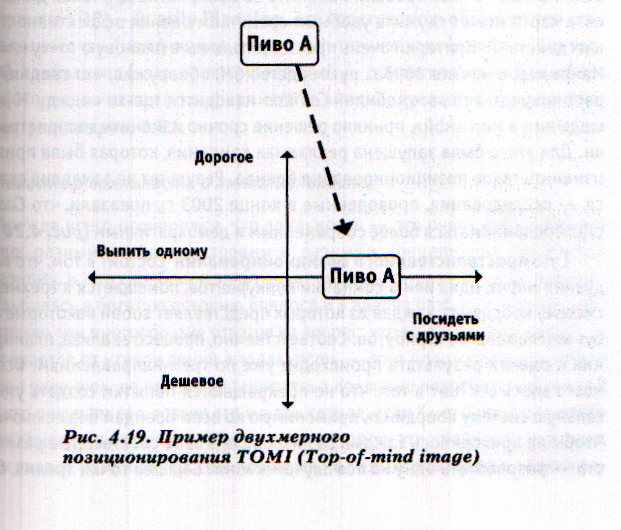 Пиво А
Дорогое
Выпить одному
Пиво А
Посидеть
с друзьями
Дешевое
Рис. 4.19. Пример двухмерного
позиционирования TOMI (Top-of-mind image)